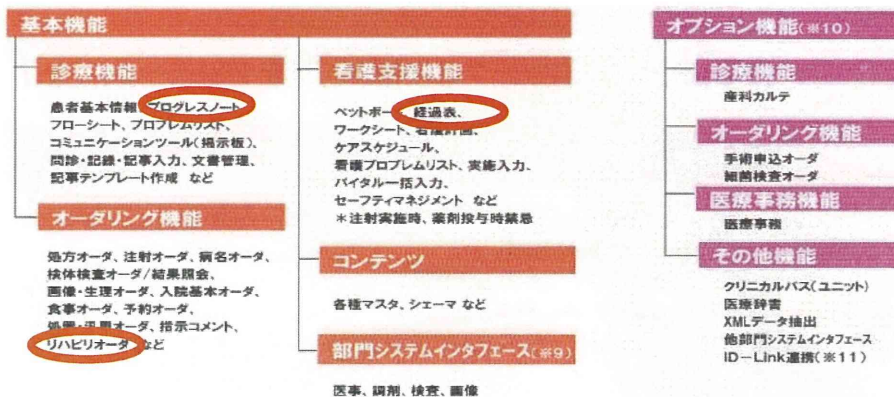 基本機能
診療機能
患者基本情報 プログレスノート
フローシート、プロブレムリスト、
コミュニケーションツール(掲示板)、
問診・記録・記事入力、文書管理、
記事テンプレート作成 など
オーダリング機能
処方オーダ、注射オーダ、病名オーダ、
検体検査オーダ/結果照会、
画像・生理オーダ、入院基本オーダ、
食事オーダ、予約オーダ、
処置・汎用オーダ、指示コメント、
リハビリオーダ など
看護支援機能
ベットボー 経過表、
ワークシート、看護計画、
ケアスケジュール、
看護プロブレムリスト、実施入力、
バイタル一括入力、
セーフティマネジメント など
*注射実施時、薬剤投与時禁忌
コンテンツ
各種マスタ、シェーマ など
部門システムインタフェース(※9)
医事、調剤、検査、画像
オプション機能(※10)
診療機能
産科カルテ
オーダリング機能
手術申込オーダ
細菌検査オーダ
医療事務機能
医療事務
その他機能
クリニカルパス(ユニット)
医療辞書
XMLデータ抽出
他部門システムインタフェース
ID-Link連携(※11)